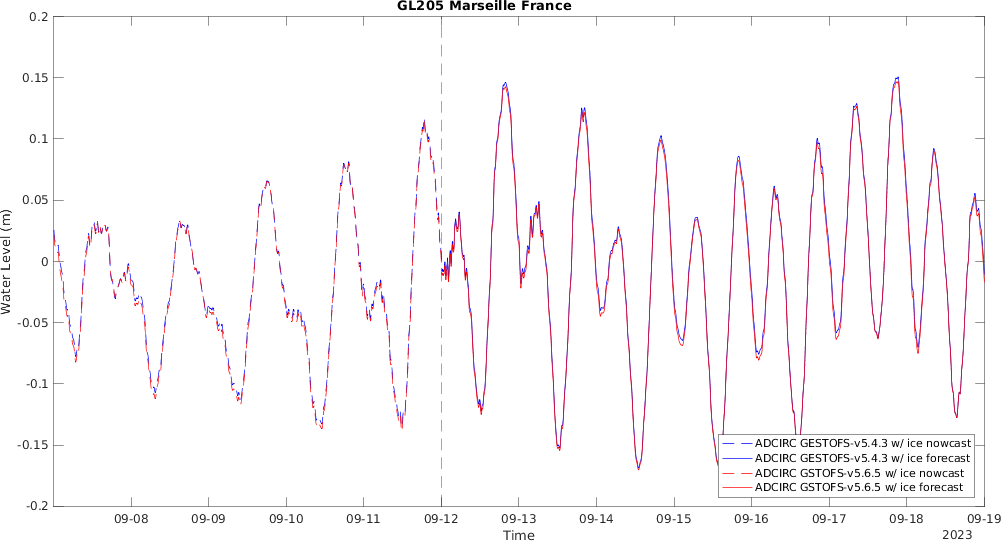 GL205 Marseille France
0.2
0.15
0.1
0.05
0
-0.05
-0.1
-0.15
-0.2
Water Level (m)
ADCIRC GESTOFS-v5.4.3 w/ ice nowcast
ADCIRC GESTOFS-v5.4.3 w/ ice forecast
ADCIRC GSTOFS-v5.6.5 w/ ice nowcast
ADCIRC GSTOFS-v5.6.5 w/ ice forecast
09-08 09-09 09-10 09-11 09-12 09-13 09-14 09-15 09-16 09-17 09-18 09-19
Time
2023